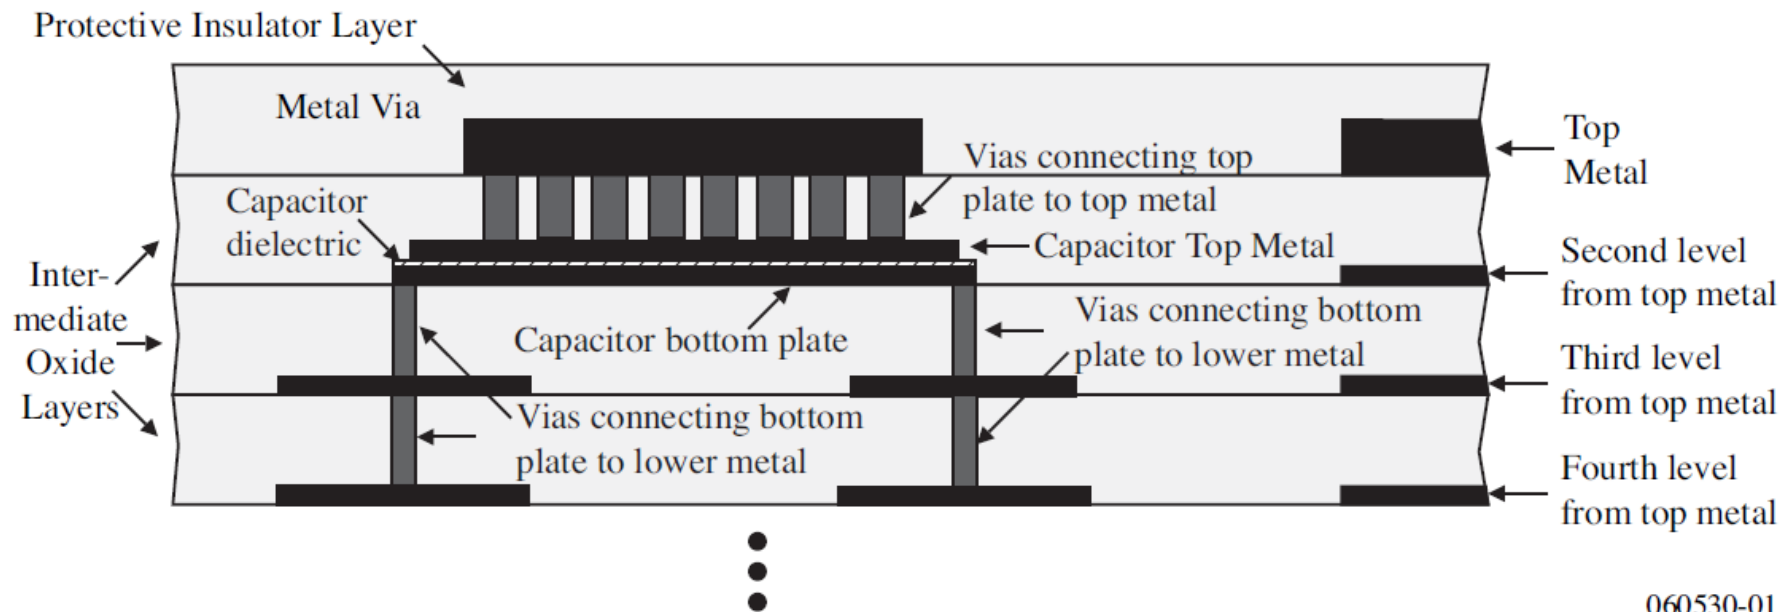 Protective Insulator Layer
Metal Via
Top
Metal
Vias connecting top
plate to top metal
Capacitor
dielectric
Capacitor Top Metal
Second level
from top metal
Inter-
mediate
Oxide
Layers
Capacitor bottom plate
Vias connecting bottom
plate to lower metal
Third level
from top metal
Vias connecting bottom
plate to lower metal
Fourth level
from top metal
060530-01